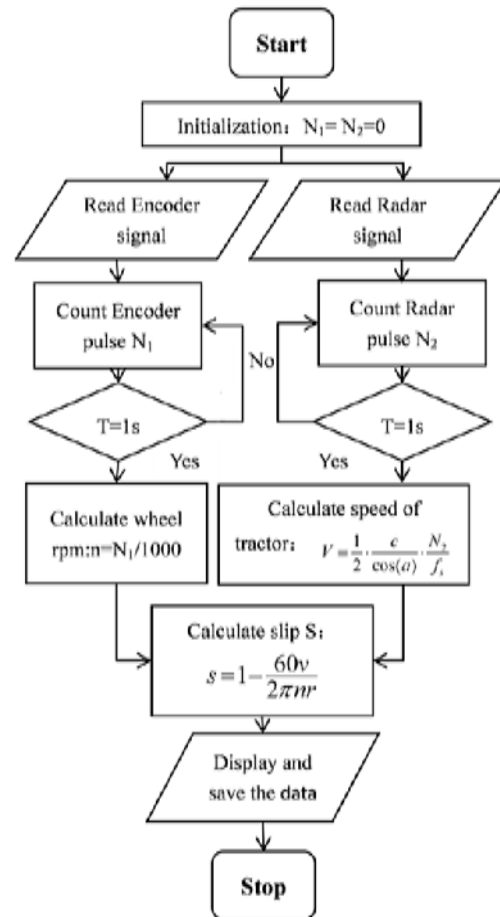 Start
Initialization: N₁= N₂=0
Read Encoder
signal
Read Radar
signal
Count Encoder
pulse N₁
Count Radar
pulse N₂
No
T=1s
T=1s
Yes
Yes
Calculate wheel
rpm:n=N₁/1000
Calculate speed of
tractor: V = 1/2 · c/cos(a) · N₂/fₛ
Calculate slip S:
s = 1 − 60v/2πnr
Display and
save the data
Stop